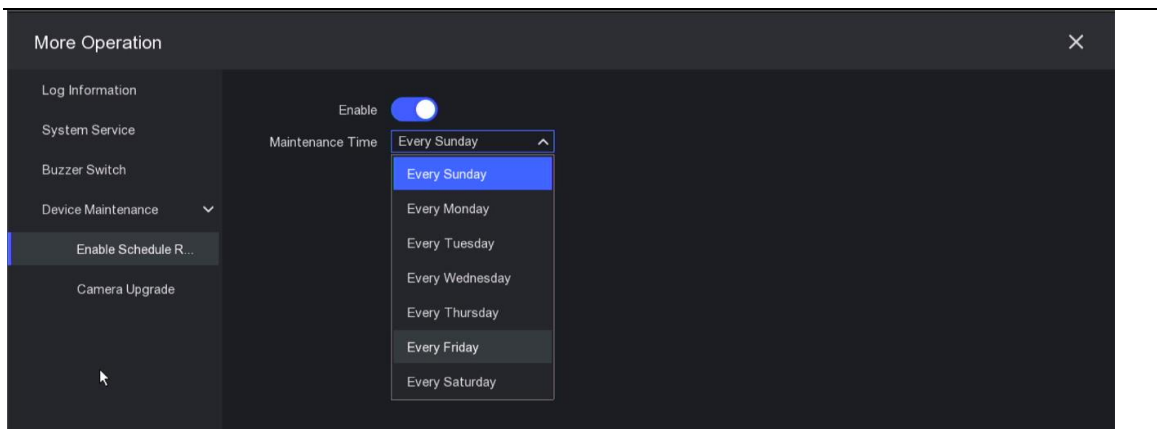 More Operation
Log Information
System Service
Buzzer Switch
Device Maintenance
Enable Schedule R...
Camera Upgrade
Enable
Maintenance Time Every Sunday
Every Sunday
Every Monday
Every Tuesday
Every Wednesday
Every Thursday
Every Friday
Every Saturday